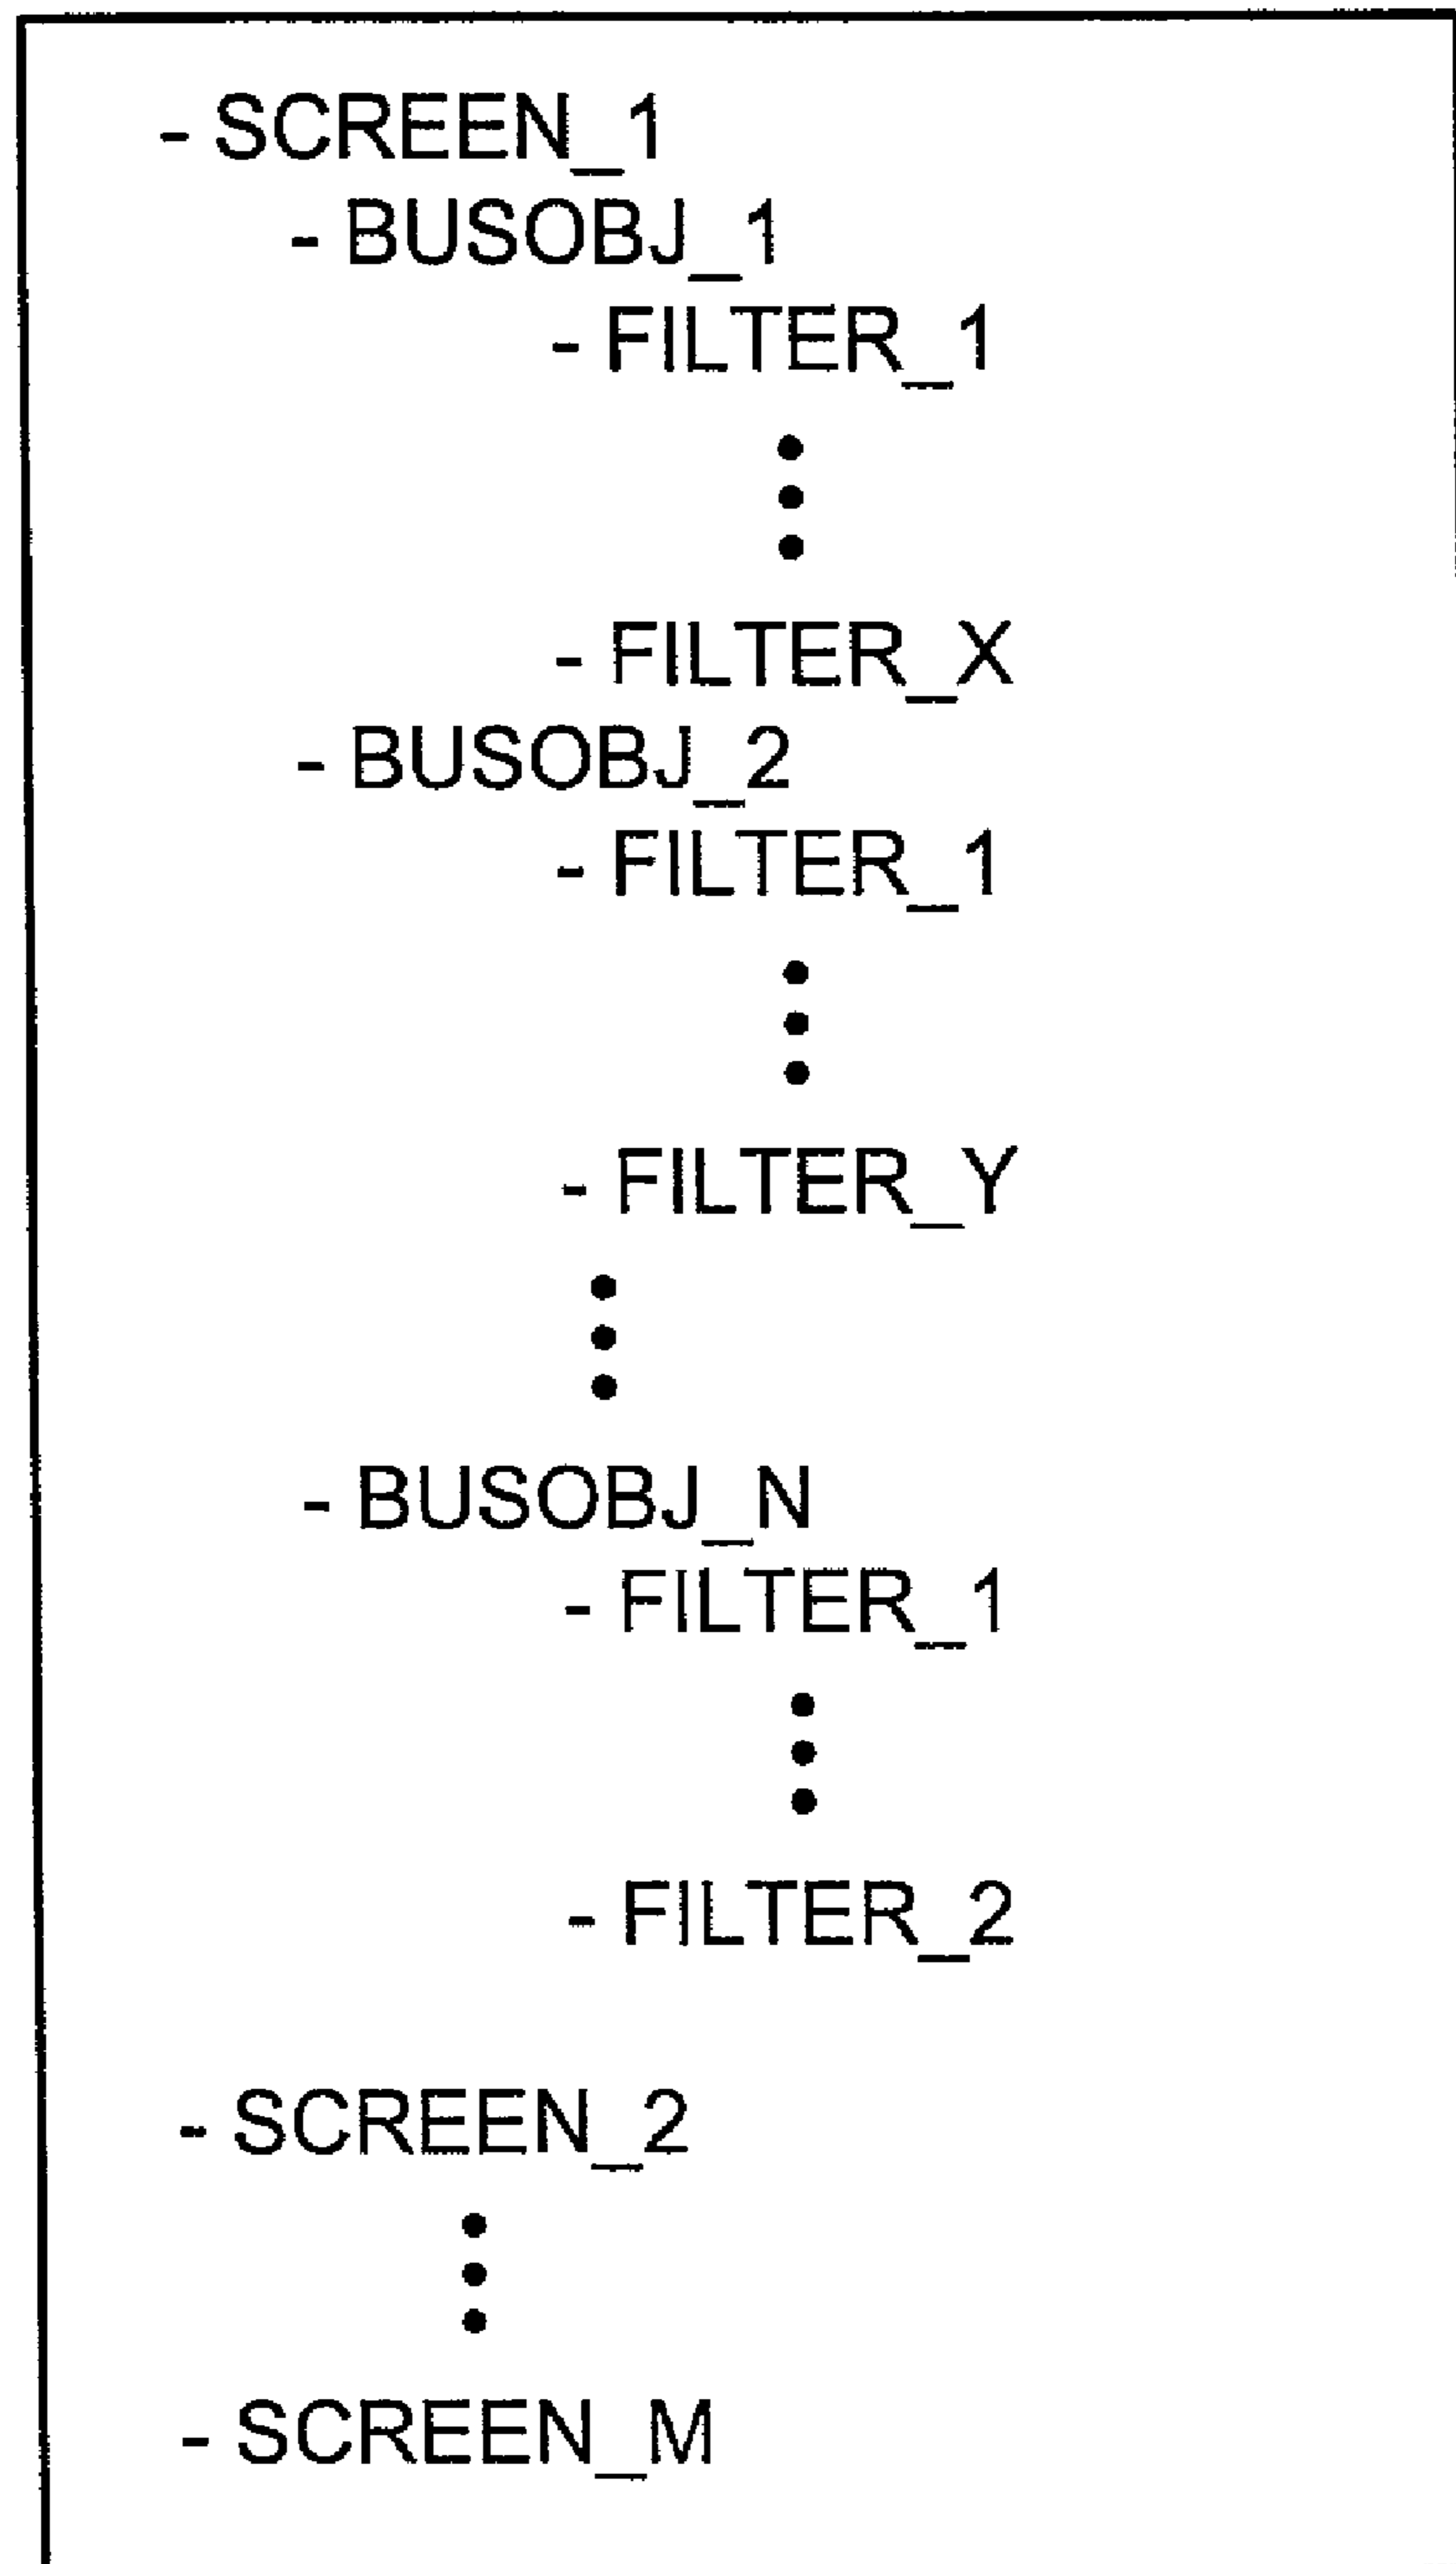 - SCREEN_1
- BUSOBJ_1
- FILTER_1
- FILTER_X
- BUSOBJ_2
- FILTER_1
- FILTER_Y
- BUSOBJ_N
- FILTER_1
- FILTER_2
- SCREEN_2
- SCREEN_M